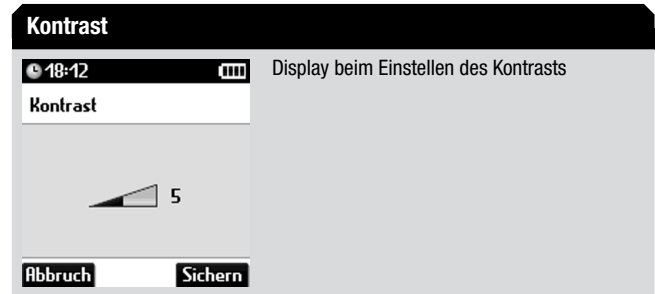 Kontrast
18:12
Display beim Einstellen des Kontrasts
Kontrast
5
Abbruch Sichern